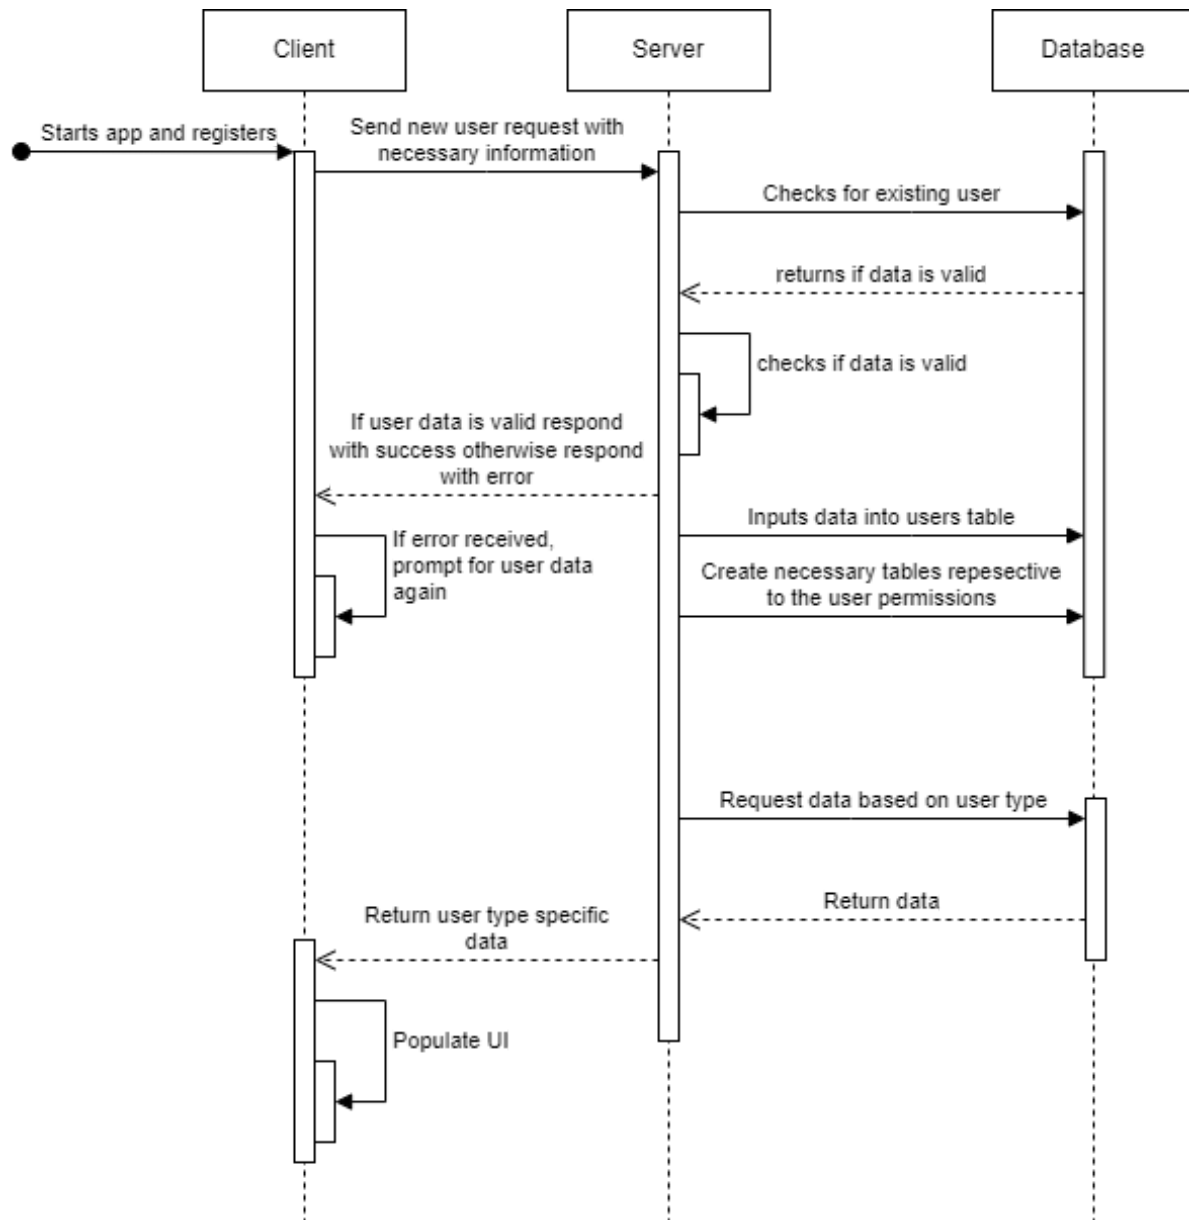 Client
Server
Database
Starts app and registers
Send new user request with
necessary information
Checks for existing user
returns if data is valid
checks if data is valid
If user data is valid respond
with success otherwise respond
with error
Inputs data into users table
If error received,
prompt for user data
again
Create necessary tables repesective
to the user permissions
Request data based on user type
Return data
Return user type specific
data
Populate UI